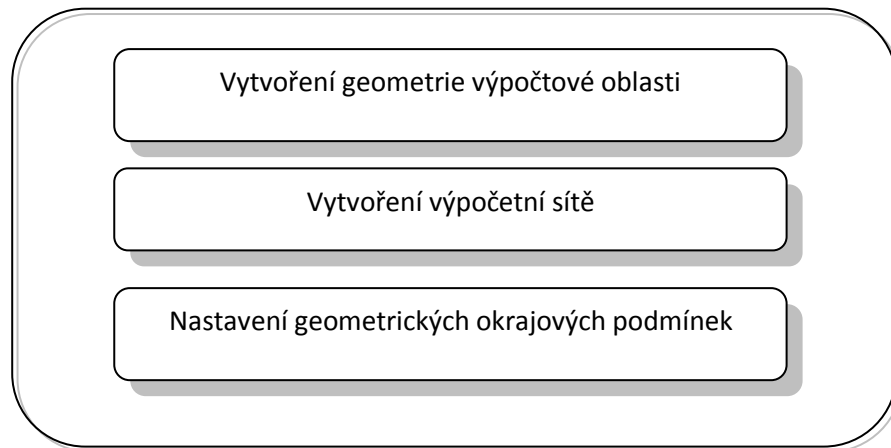 Vytvoření geometrie výpočtové oblasti
Vytvoření výpočetní sítě
Nastavení geometrických okrajových podmínek